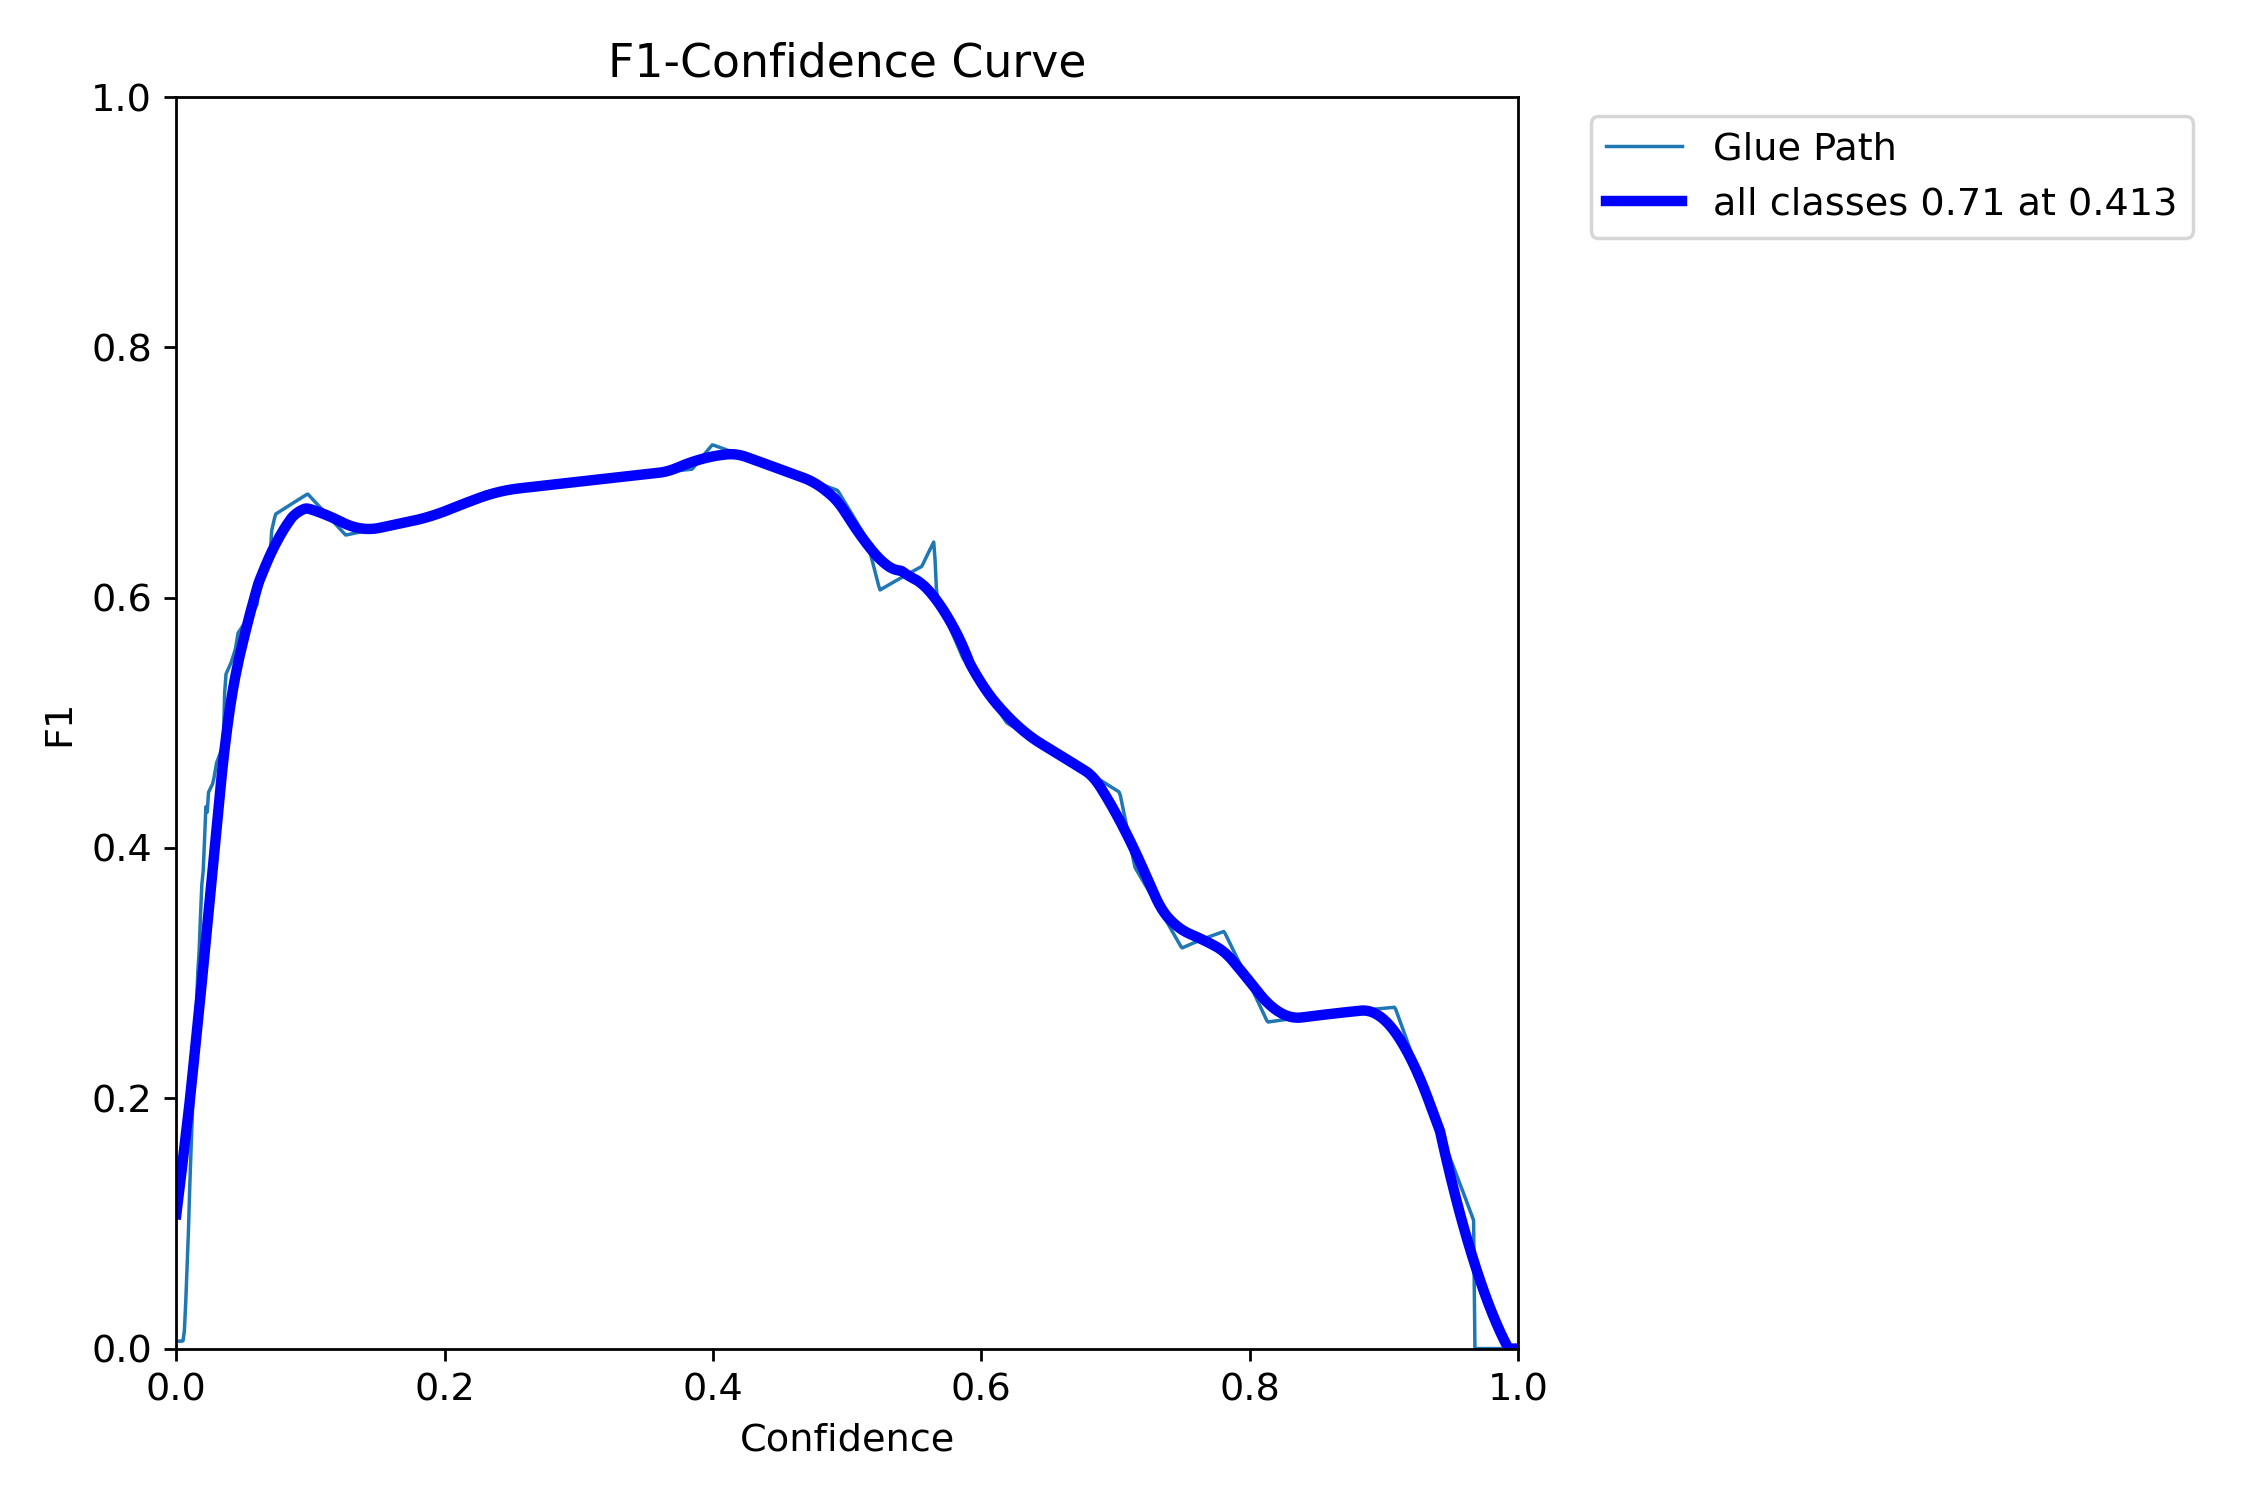 F1-Confidence Curve
Glue Path
all classes 0.71 at 0.413
F1
1.0
0.8
0.6
0.4
0.2
0.0
0.0 0.2 0.4 0.6 0.8 1.0
Confidence